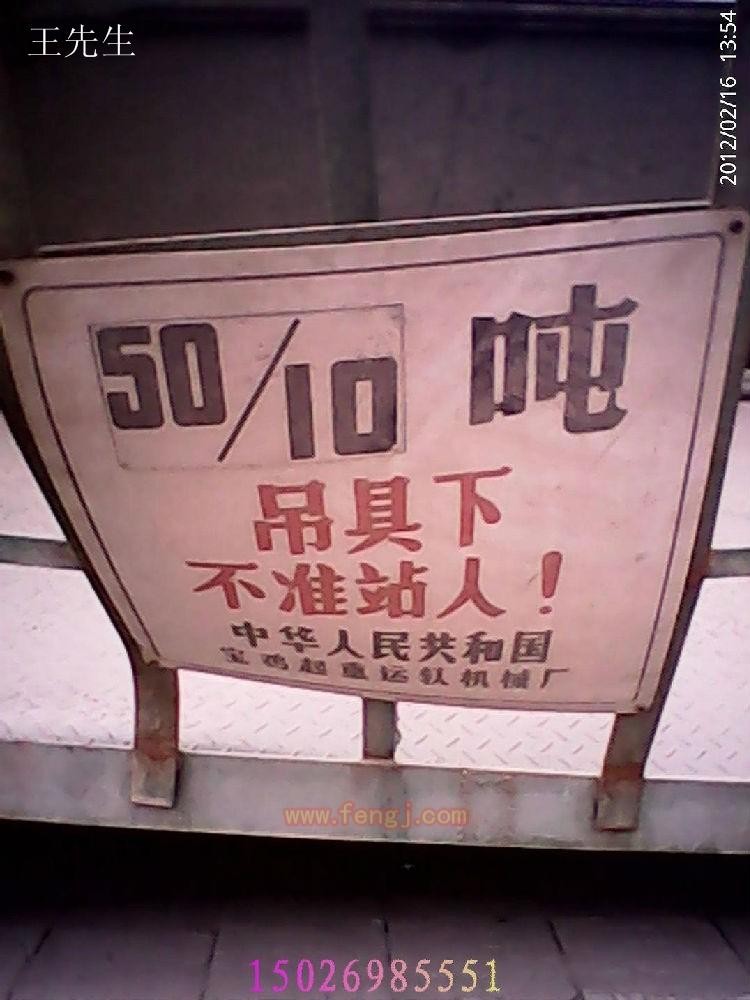 王先生
2012/02/16 13:54
50/10 吨
吊具下
不准站人！
中华人民共和国
宝鸡起重运输机械厂
www.fengj.com
15026985551